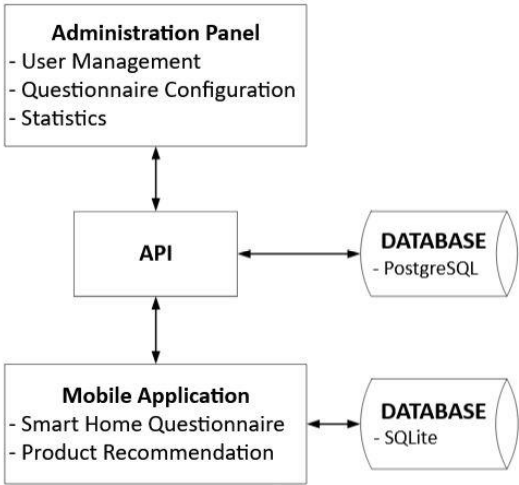 Administration Panel
- User Management
- Questionnaire Configuration
- Statistics
API
DATABASE
- PostgreSQL
Mobile Application
- Smart Home Questionnaire
- Product Recommendation
DATABASE
- SQLite